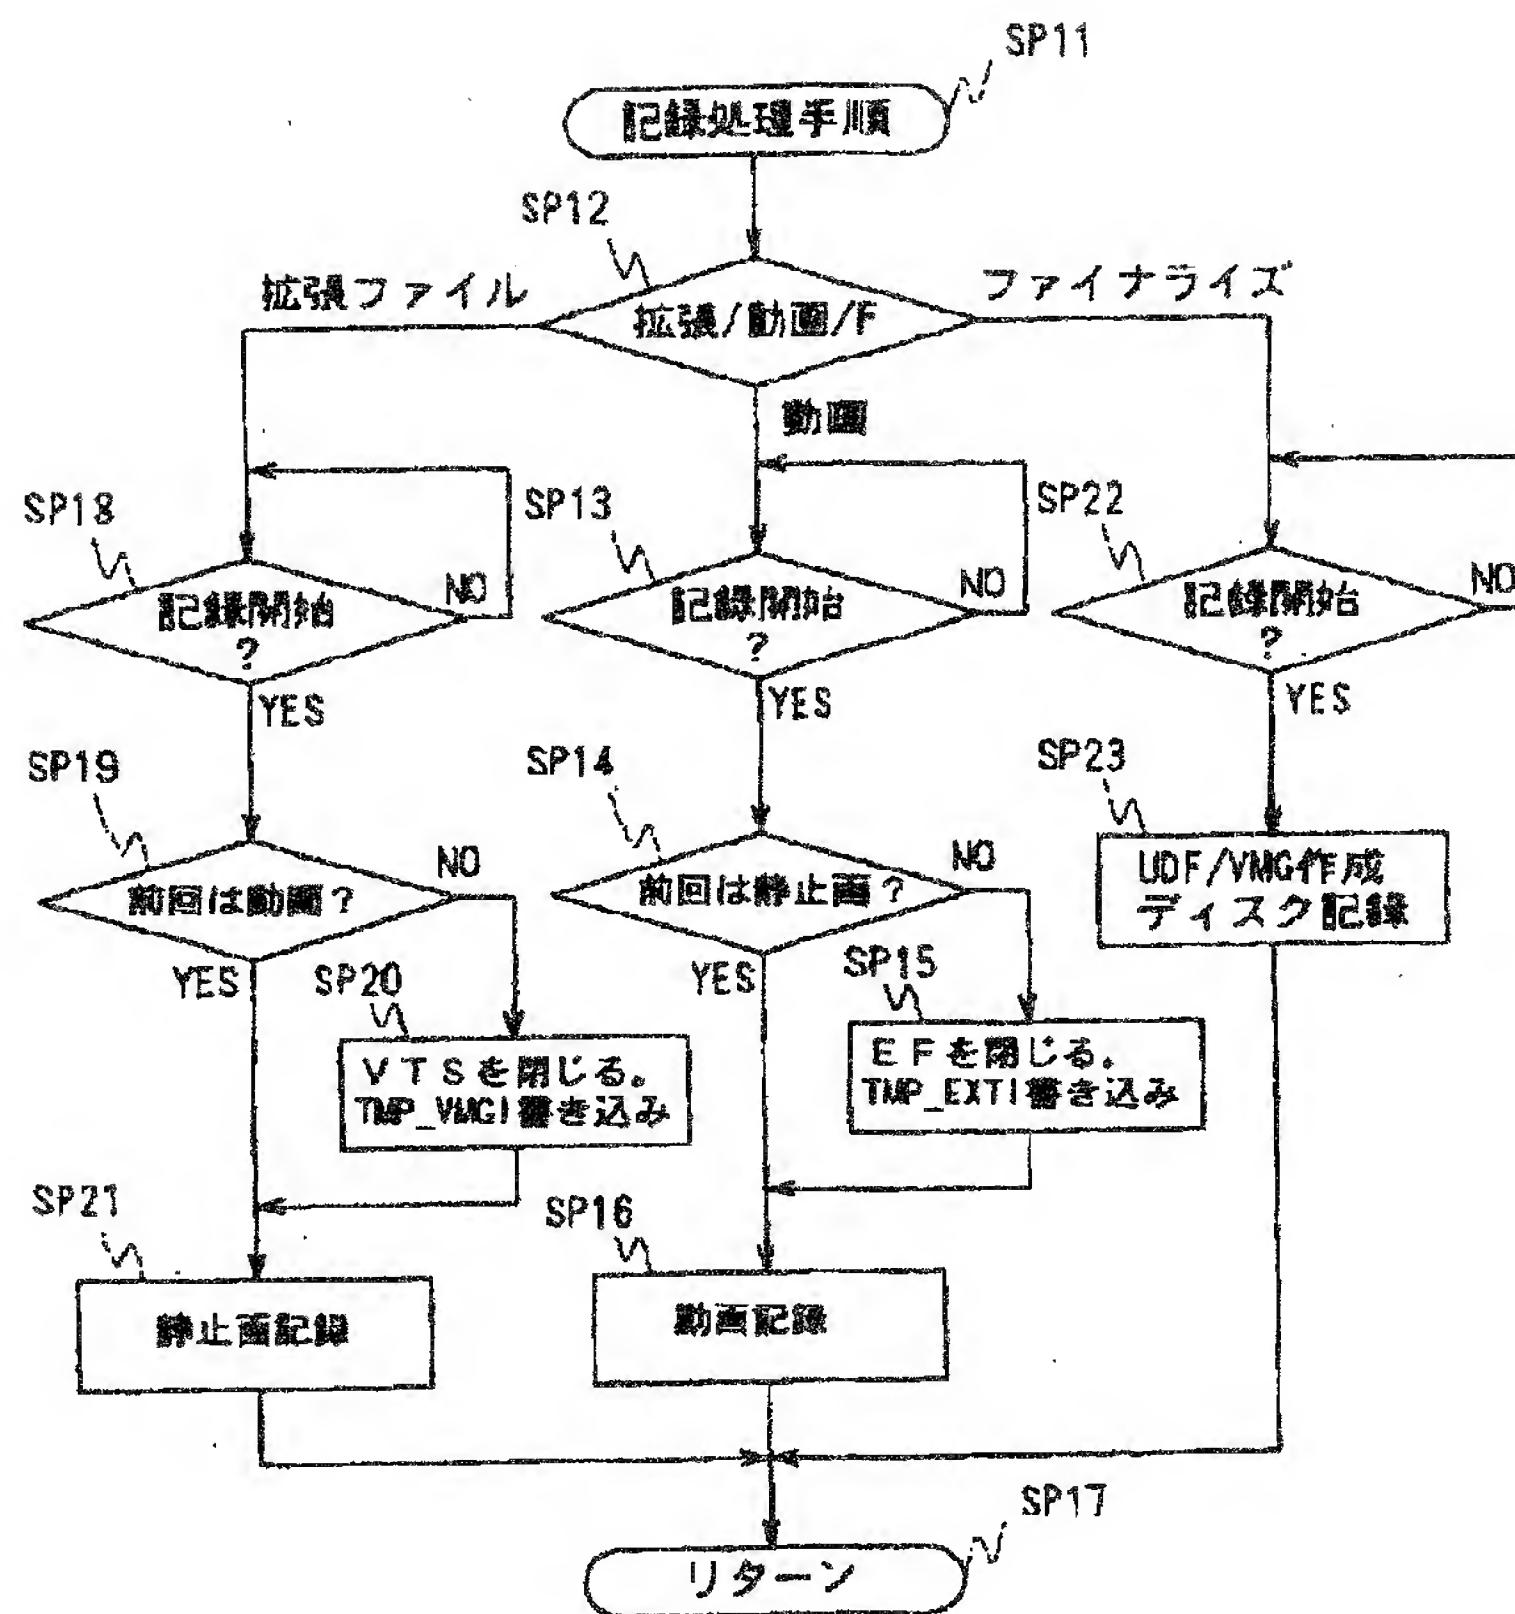 SP11
記録処理手順
SP12
拡張ファイル
拡張/動画/F
ファイナライズ
動画
SP18
記録開始
?
NO
YES
SP13
記録開始
?
NO
YES
SP22
記録開始
?
NO
YES
SP19
前回は動画?
NO
YES
SP14
前回は静止画?
NO
YES
SP23
UDF/VMG作成
ディスク記録
SP20
VTSを閉じる。
TMP_VMGI書き込み
SP15
EFを閉じる。
TMP_EXTI書き込み
SP21
静止画記録
SP16
動画記録
SP17
リターン